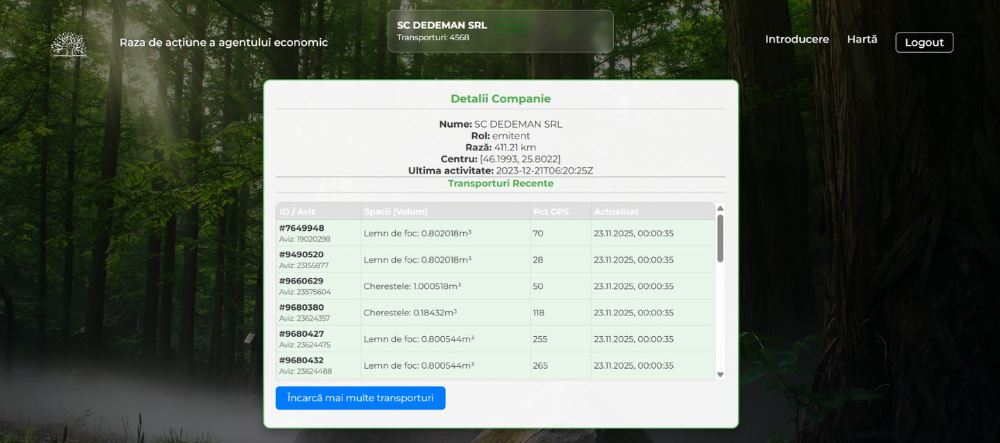 SC DEDEMAN SRL
Transporturi: 4568
Raza de acțiune a agentului economic
Introducere
Hartă
Logout
Detalii Companie
Nume: SC DEDEMAN SRL
Rol: emitent
Rază: 411.21 km
Centru: [46.1993, 25.8022]
Ultima activitate: 2023-12-21T06:20:25Z
Transporturi Recente
ID / Aviz Specii (Volum) Pct GPS Actualizat
#7649948
Aviz: 19020298
Lemn de foc: 0.802018m³ 70 23.11.2025, 00:00:35
#9490520
Aviz: 23155877
Lemn de foc: 0.802018m³ 28 23.11.2025, 00:00:35
#9660629
Aviz: 23575604
Cherestele: 1.000518m³ 50 23.11.2025, 00:00:35
#9680380
Aviz: 23624357
Cherestele: 0.18432m³ 118 23.11.2025, 00:00:35
#9680427
Aviz: 23624475
Lemn de foc: 0.800544m³ 255 23.11.2025, 00:00:35
#9680432
Aviz: 23624488
Lemn de foc: 0.800544m³ 265 23.11.2025, 00:00:35
Încarcă mai multe transporturi